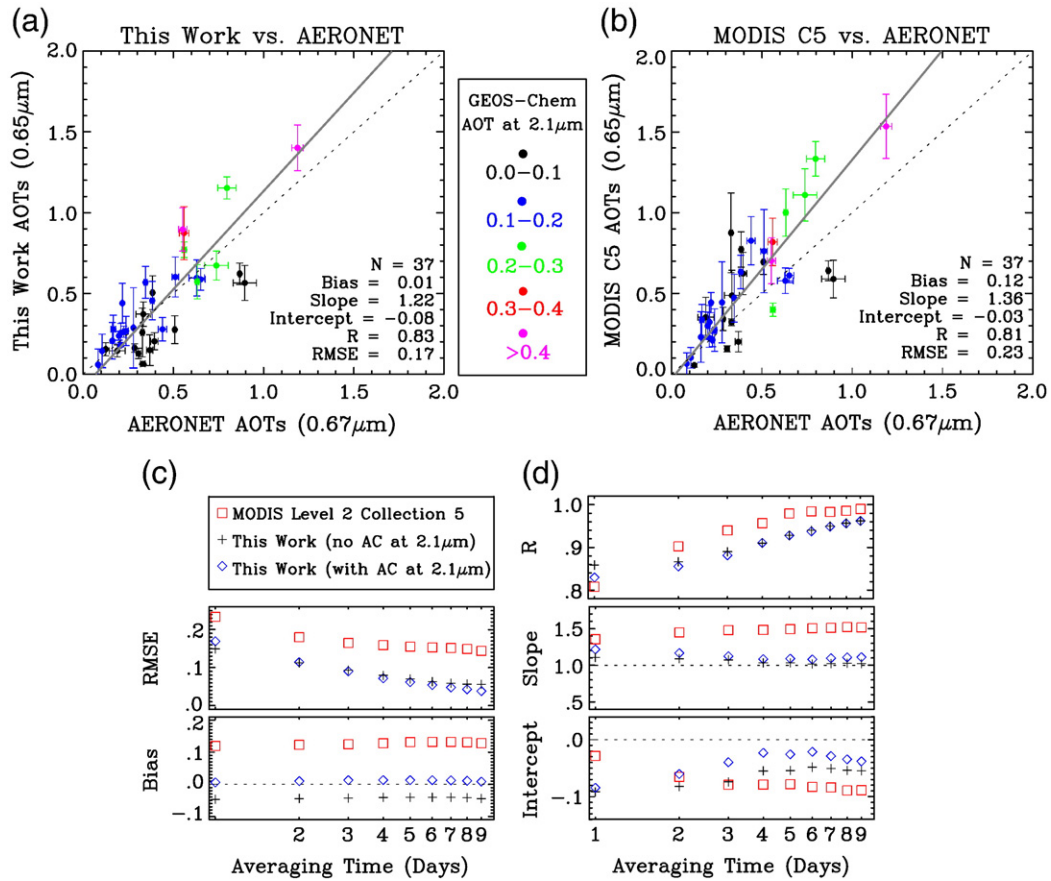 (a)
This Work vs. AERONET
This Work AOTs (0.65μm)
2.0
1.5
1.0
0.5
0.0
N = 37
Bias = 0.01
Slope = 1.22
Intercept = −0.08
R = 0.83
RMSE = 0.17
0.0 0.5 1.0 1.5 2.0
AERONET AOTs (0.67μm)
GEOS-Chem
AOT at 2.1μm
0.0−0.1
0.1−0.2
0.2−0.3
0.3−0.4
>0.4
(b)
MODIS C5 vs. AERONET
MODIS C5 AOTs (0.65μm)
2.0
1.5
1.0
0.5
0.0
N = 37
Bias = 0.12
Slope = 1.36
Intercept = −0.03
R = 0.81
RMSE = 0.23
0.0 0.5 1.0 1.5 2.0
AERONET AOTs (0.67μm)
(c)
MODIS Level 2 Collection 5
This Work (no AC at 2.1μm)
This Work (with AC at 2.1μm)
RMSE
.2
.1
.0
Bias
.2
.1
.0
−.1
2 3 4 5 6 7 8 9
Averaging Time (Days)
(d)
R
1.0
.9
.8
Slope
1.5
1.0
.5
Intercept
.0
−.1
1 2 3 4 5 6 7 8 9
Averaging Time (Days)